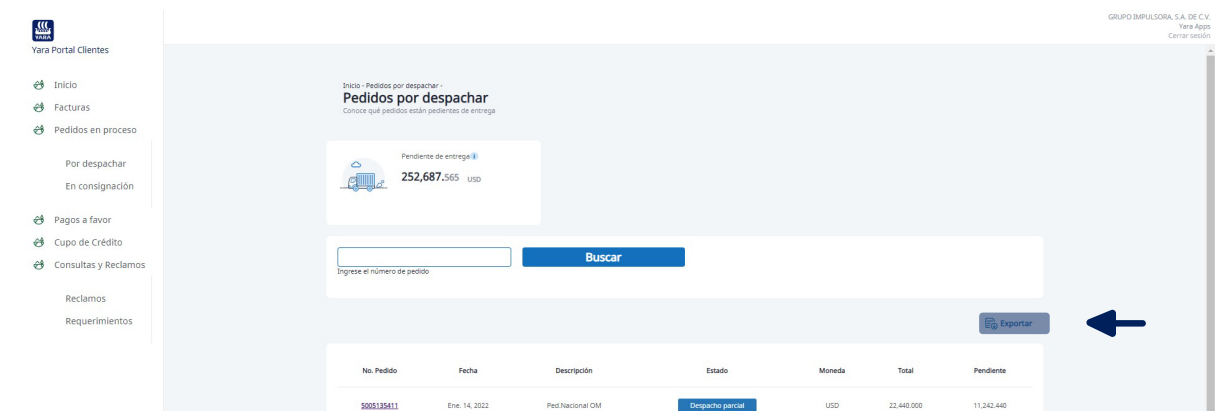 GRUPO IMPULSORA, S.A. DE C.V.
Yara Apps
Cerrar sesión
YARA
Yara Portal Clientes
Inicio
Facturas
Pedidos en proceso
Por despachar
En consignación
Pagos a favor
Cupo de Crédito
Consultas y Reclamos
Reclamos
Requerimientos
Inicio - Pedidos por despachar -
Pedidos por despachar
Conoce qué pedidos están pedientes de entrega
Pendiente de entrega i
252,687.565 USD
Buscar
Ingrese el número de pedido
Exportar
No. Pedido Fecha Descripción Estado Moneda Total Pendiente
5005135411 Ene. 14, 2022 Ped.Nacional OM Despacho parcial USD 22,440.000 11,242.440